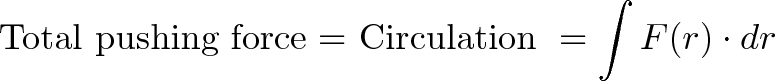 Total pushing force = Circulation = ∫ F(r) · dr